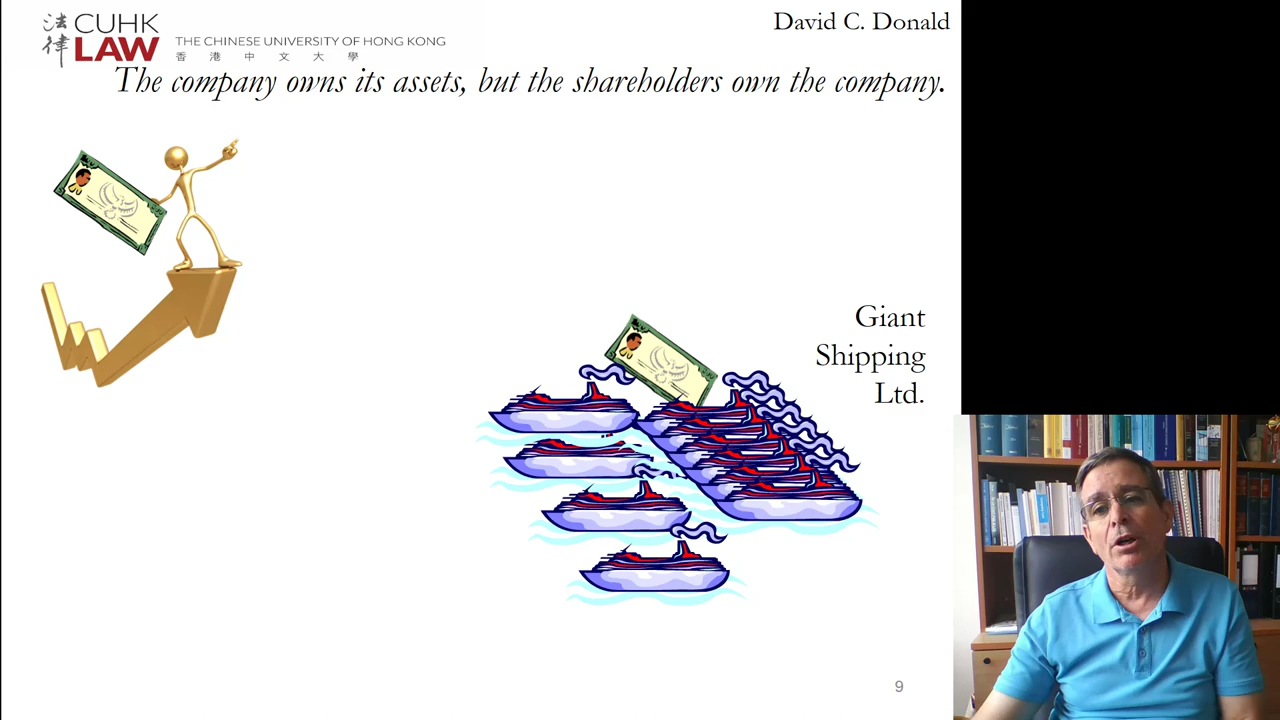 法律
CUHK
LAW
THE CHINESE UNIVERSITY OF HONG KONG
香港中文大學
David C. Donald
The company owns its assets, but the shareholders own the company.
Giant
Shipping
Ltd.
9